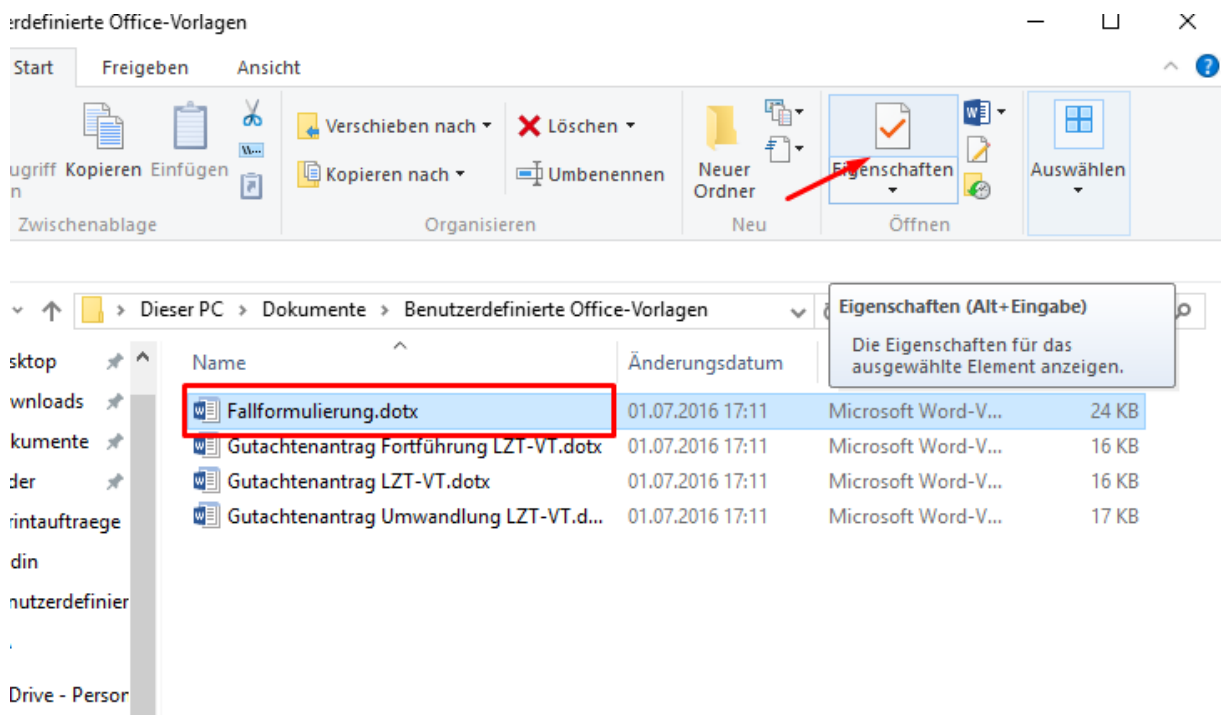 erdefinierte Office-Vorlagen
Start Freigeben Ansicht
Verschieben nach Löschen
ugriff Kopieren Einfügen
n
Kopieren nach Umbenennen
Neuer
Ordner
Eigenschaften
Auswählen
Zwischenablage Organisieren Neu Öffnen
Dieser PC > Dokumente > Benutzerdefinierte Office-Vorlagen
Eigenschaften (Alt+Eingabe)
Die Eigenschaften für das
ausgewählte Element anzeigen.
sktop
wnloads
kumente
der
rintauftraege
din
nutzerdefinier
Drive - Person
Name Änderungsdatum
Fallformulierung.dotx 01.07.2016 17:11 Microsoft Word-V... 24 KB
Gutachtenantrag Fortführung LZT-VT.dotx 01.07.2016 17:11 Microsoft Word-V... 16 KB
Gutachtenantrag LZT-VT.dotx 01.07.2016 17:11 Microsoft Word-V... 16 KB
Gutachtenantrag Umwandlung LZT-VT.d... 01.07.2016 17:11 Microsoft Word-V... 17 KB